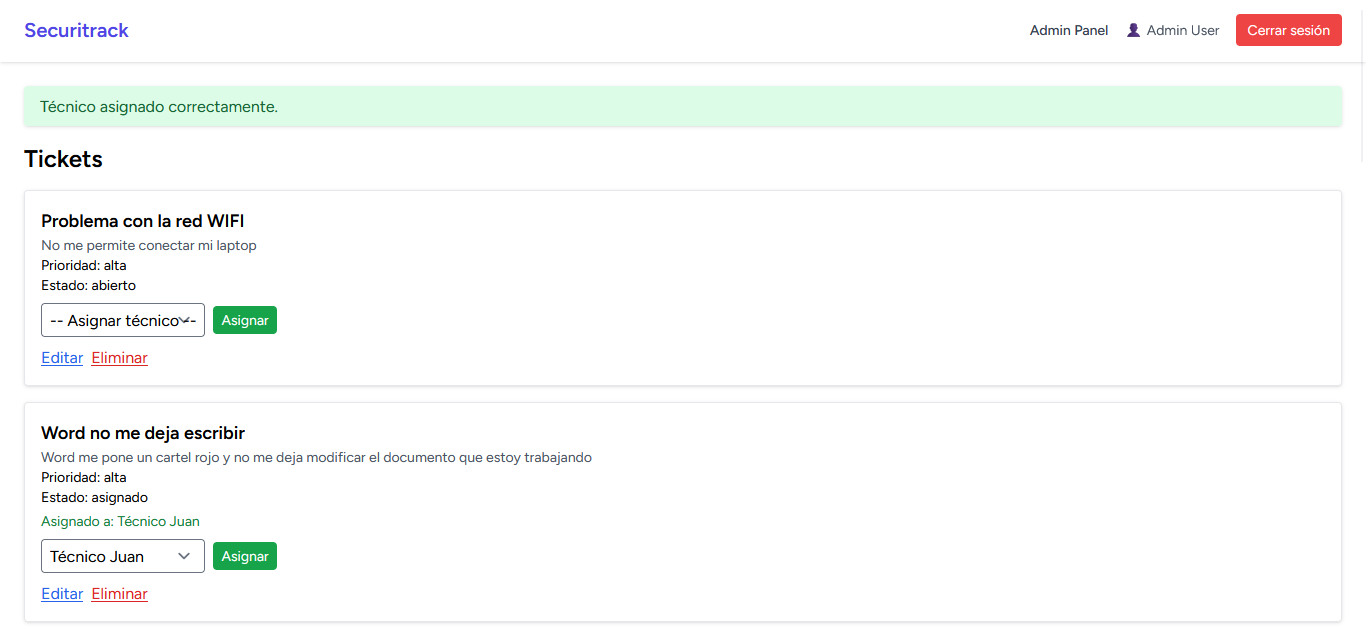 Securitrack
Admin Panel
Admin User
Cerrar sesión
Técnico asignado correctamente.
Tickets
Problema con la red WIFI
No me permite conectar mi laptop
Prioridad: alta
Estado: abierto
-- Asignar técnico -- Asignar
Editar Eliminar
Word no me deja escribir
Word me pone un cartel rojo y no me deja modificar el documento que estoy trabajando
Prioridad: alta
Estado: asignado
Asignado a: Técnico Juan
Técnico Juan Asignar
Editar Eliminar